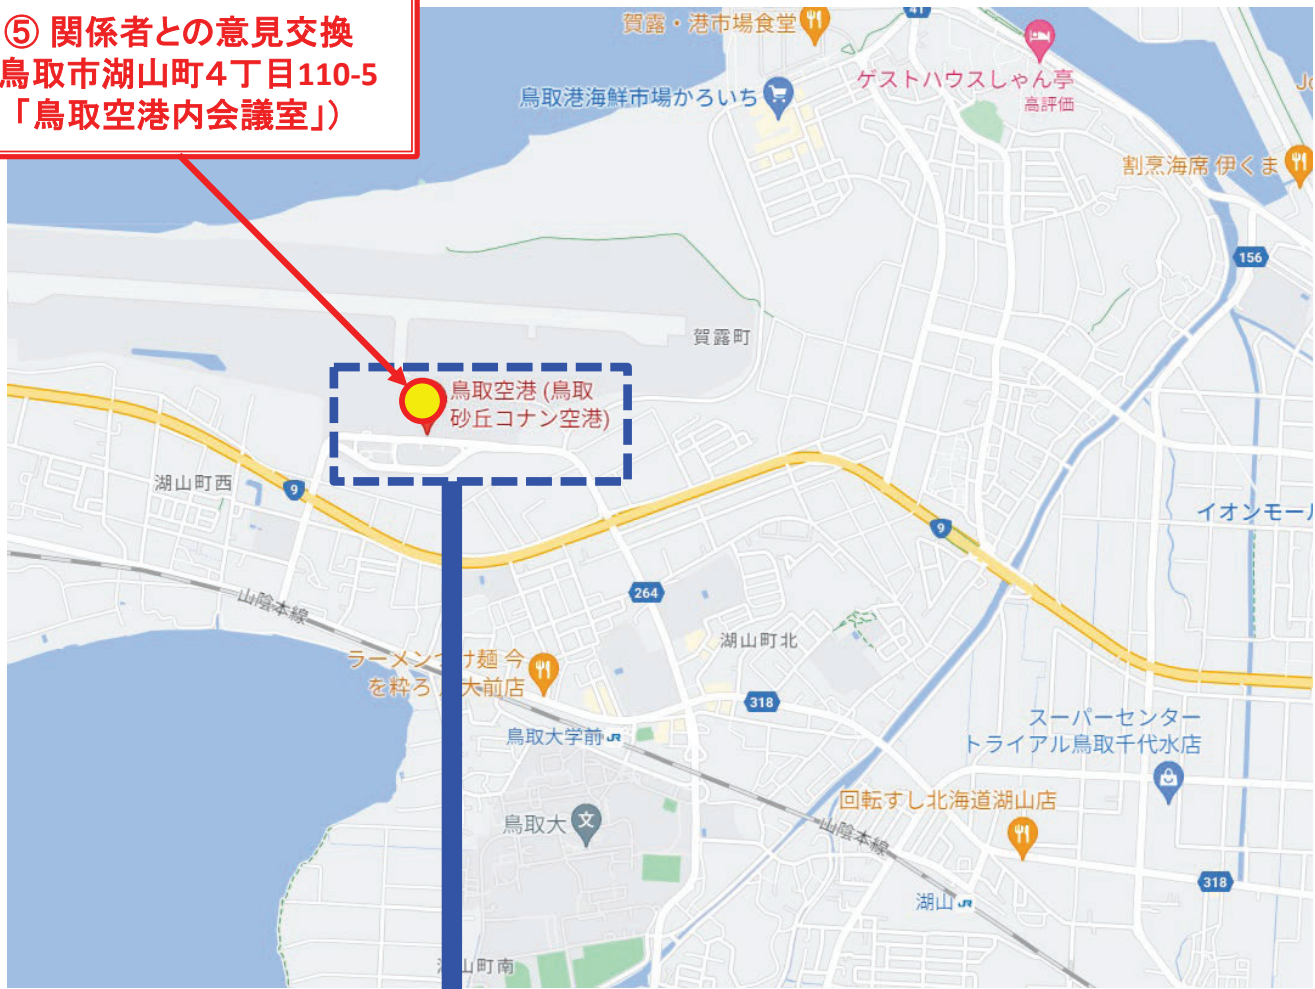 ⑤ 関係者との意見交換
鳥取市湖山町4丁目110-5
「鳥取空港内会議室」）
賀露・港市場食堂
41
ゲストハウスしゃん亭
高評価
鳥取港海鮮市場かろいち
割烹海席 伊くま
156
賀露町
鳥取空港 (鳥取
砂丘コナン空港)
湖山町西
9
9
イオンモール
山陰本線
264
湖山町北
ラーメンつけ麺 今
を粋ろ 大前店
318
鳥取大学前 JR
スーパーセンター
トライアル鳥取千代水店
回転すし北海道湖山店
鳥取大
文
山陰本線
318
湖山 JR
山町南